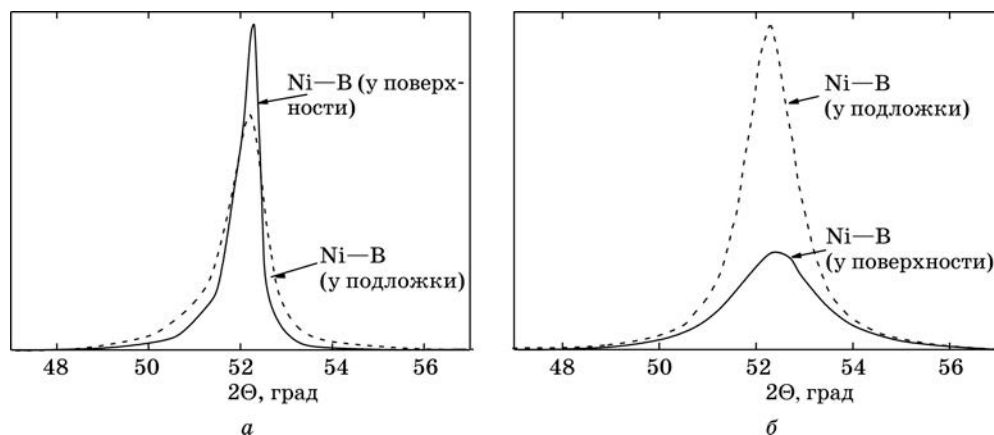 Ni—B (у поверх-
ности)
Ni—B
(у подложки)
48 50 52 54 56
2Θ, град
а
Ni—B
(у подложки)
Ni—B
(у поверхности)
48 50 52 54 56
2Θ, град
б